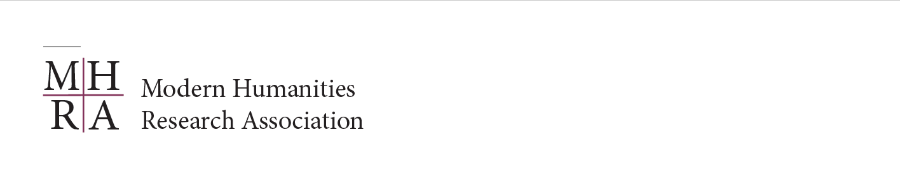 MH
RA
Modern Humanities
Research Association